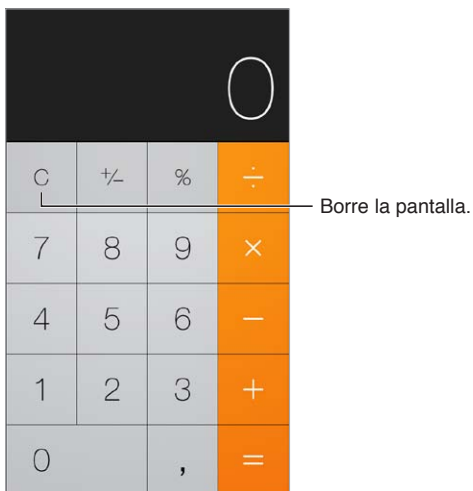 0
C +/− % ÷
Borre la pantalla.
7 8 9 ×
4 5 6 −
1 2 3 +
0 , =